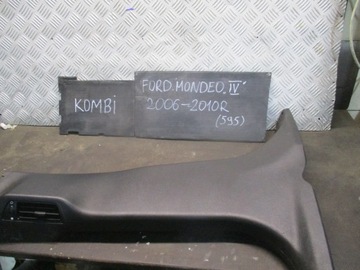 KOMBi
FORD. MONDEO. IV'
2006-2010R
(595)